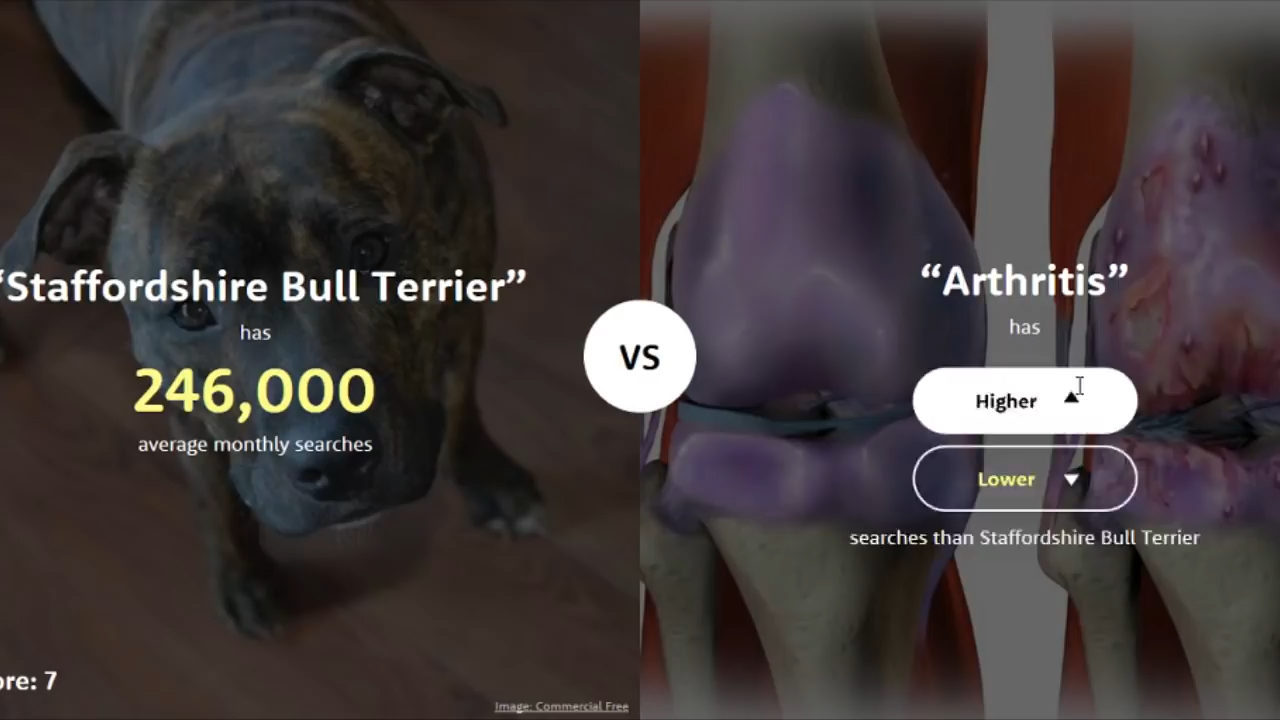 “Staffordshire Bull Terrier”
has
246,000
average monthly searches
ore: 7
Image: Commercial Free
VS
“Arthritis”
has
Higher ▲
Lower ▼
searches than Staffordshire Bull Terrier